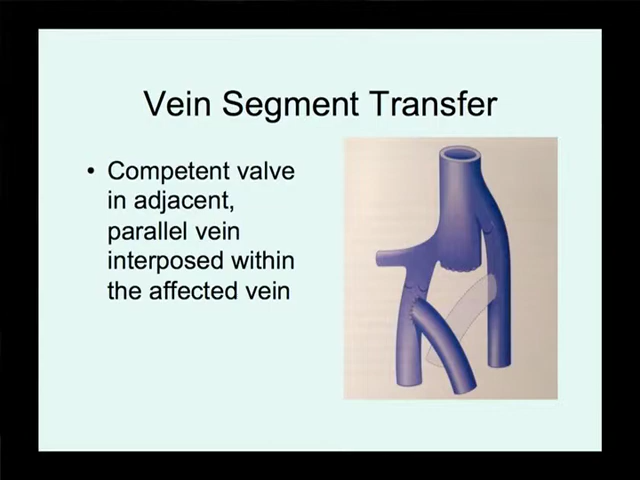 Vein Segment Transfer
• Competent valve
in adjacent,
parallel vein
interposed within
the affected vein